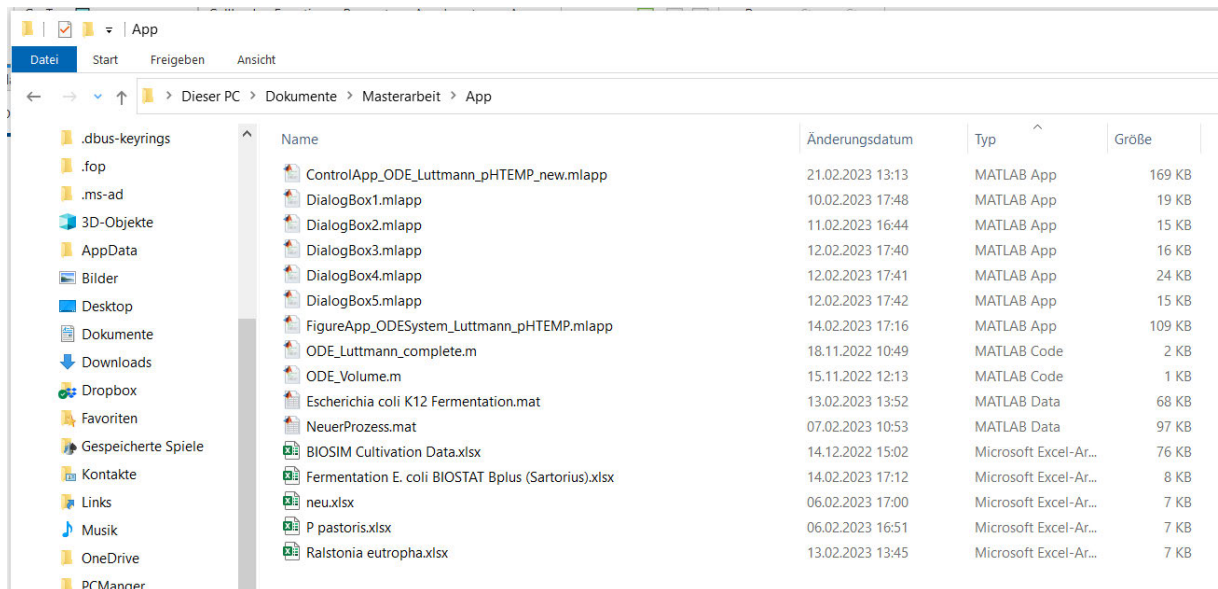 App
Datei Start Freigeben Ansicht
Dieser PC > Dokumente > Masterarbeit > App
.dbus-keyrings
.fop
.ms-ad
3D-Objekte
AppData
Bilder
Desktop
Dokumente
Downloads
Dropbox
Favoriten
Gespeicherte Spiele
Kontakte
Links
Musik
OneDrive
PCManger
Name Änderungsdatum Typ Größe
ControlApp_ODE_Luttmann_pHTEMP_new.mlapp 21.02.2023 13:13 MATLAB App 169 KB
DialogBox1.mlapp 10.02.2023 17:48 MATLAB App 19 KB
DialogBox2.mlapp 11.02.2023 16:44 MATLAB App 15 KB
DialogBox3.mlapp 12.02.2023 17:40 MATLAB App 16 KB
DialogBox4.mlapp 12.02.2023 17:41 MATLAB App 24 KB
DialogBox5.mlapp 12.02.2023 17:42 MATLAB App 15 KB
FigureApp_ODESystem_Luttmann_pHTEMP.mlapp 14.02.2023 17:16 MATLAB App 109 KB
ODE_Luttmann_complete.m 18.11.2022 10:49 MATLAB Code 2 KB
ODE_Volume.m 15.11.2022 12:13 MATLAB Code 1 KB
Escherichia coli K12 Fermentation.mat 13.02.2023 13:52 MATLAB Data 68 KB
NeuerProzess.mat 07.02.2023 10:53 MATLAB Data 97 KB
BIOSIM Cultivation Data.xlsx 14.12.2022 15:02 Microsoft Excel-Ar... 76 KB
Fermentation E. coli BIOSTAT Bplus (Sartorius).xlsx 14.02.2023 17:12 Microsoft Excel-Ar... 8 KB
neu.xlsx 06.02.2023 17:00 Microsoft Excel-Ar... 7 KB
P pastoris.xlsx 06.02.2023 16:51 Microsoft Excel-Ar... 7 KB
Ralstonia eutropha.xlsx 13.02.2023 13:45 Microsoft Excel-Ar... 7 KB